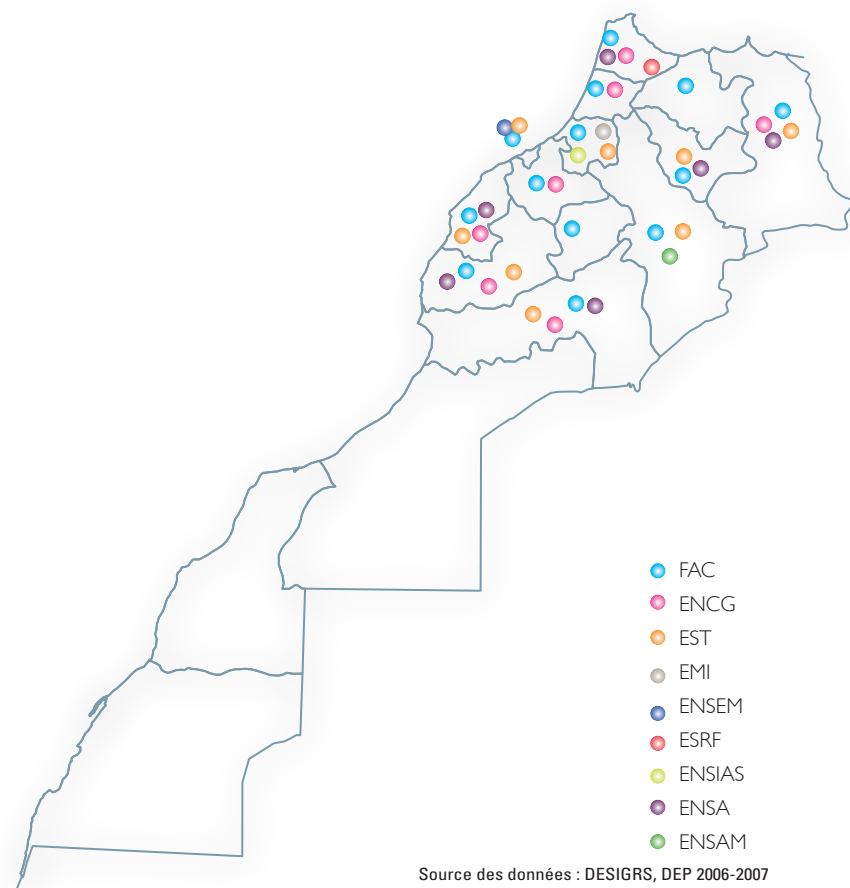 FAC
ENCG
EST
EMI
ENSEM
ESRF
ENSIAS
ENSA
ENSAM
Source des données : DESIGRS, DEP 2006-2007